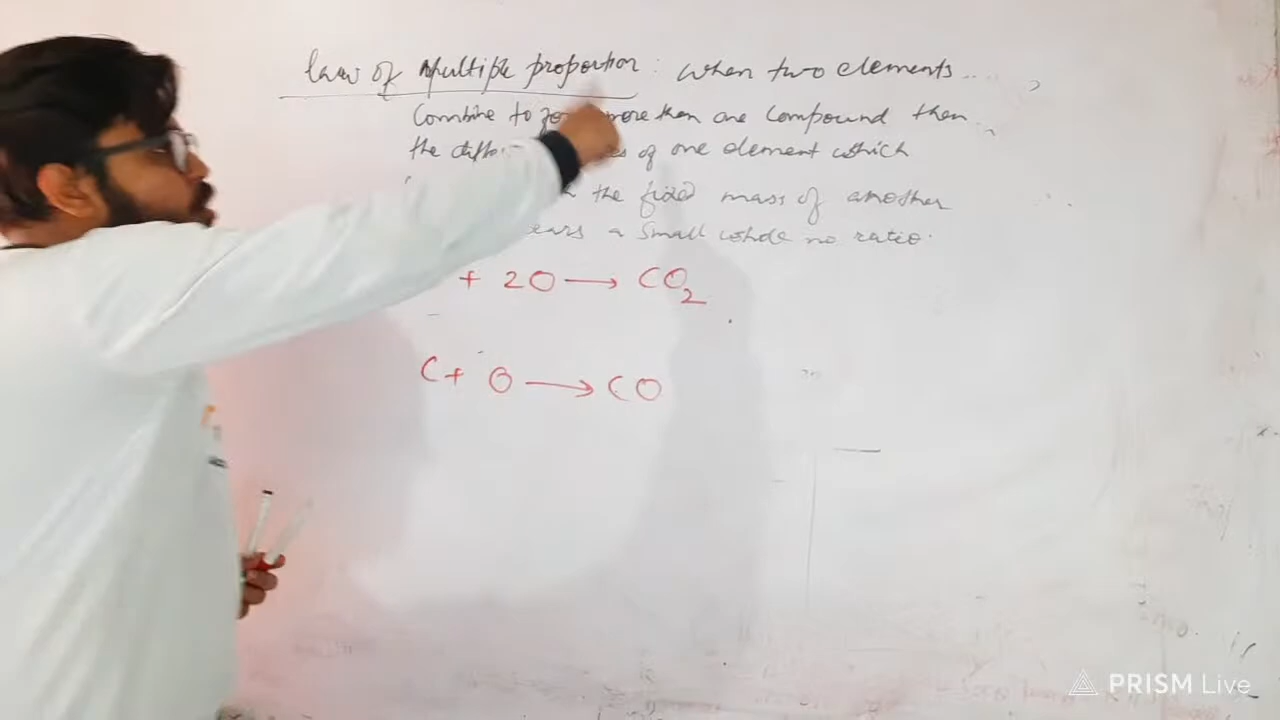 law of Multiple proportion : when two elements
Combine to more than one Compound then
the of one element which
the fixed mass of another
a small whole no ratio.
+ 2O → CO₂
C + O → CO
PRISM Live